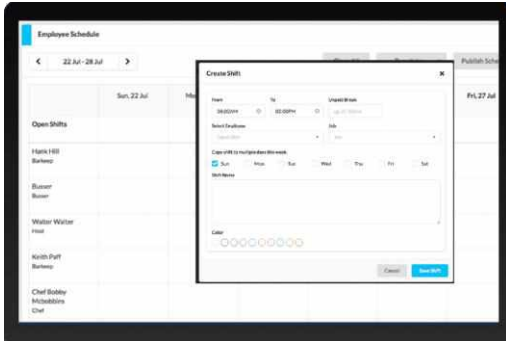 Employee Schedule
22 Jul - 28 Jul
Publish Sche
Create Shift
Sun, 22 Jul
Fri, 27 Jul
From
To
Unpaid Break
02:00PM
Open Shifts
Select Employee
Job
Hank Hill
Barkeep
Copy shift to multiple days this week
Sun
Mon
Tue
Wed
Thu
Fri
Sat
Busser
Busser
Shift Notes
Walter Walter
Host
Color
Keith Paff
Barkeep
Cancel
Save Shift
Chef Bobby
Mcbobbins
Chef